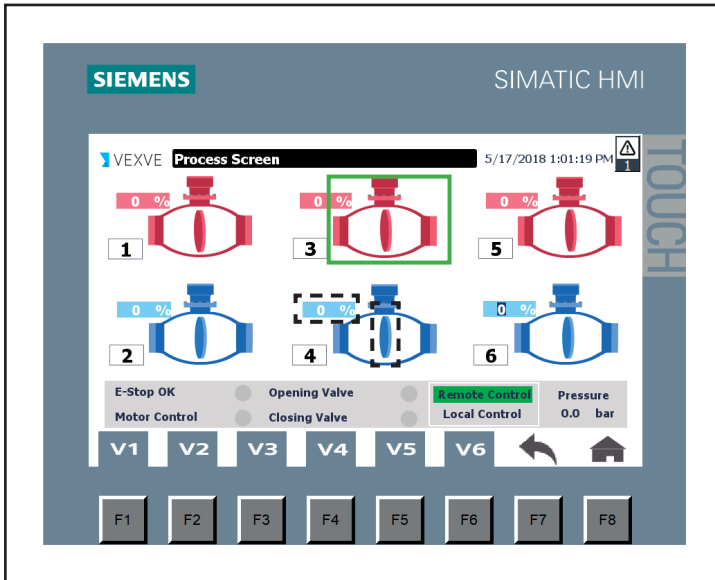 SIEMENS SIMATIC HMI
TOUCH
VEXVE Process Screen 5/17/2018 1:01:19 PM 1
0 % 0 % 0 %
1 3 5
0 % 0 % 0 %
2 4 6
E-Stop OK Opening Valve Remote Control Pressure
Motor Control Closing Valve Local Control 0.0 bar
V1 V2 V3 V4 V5 V6
F1 F2 F3 F4 F5 F6 F7 F8